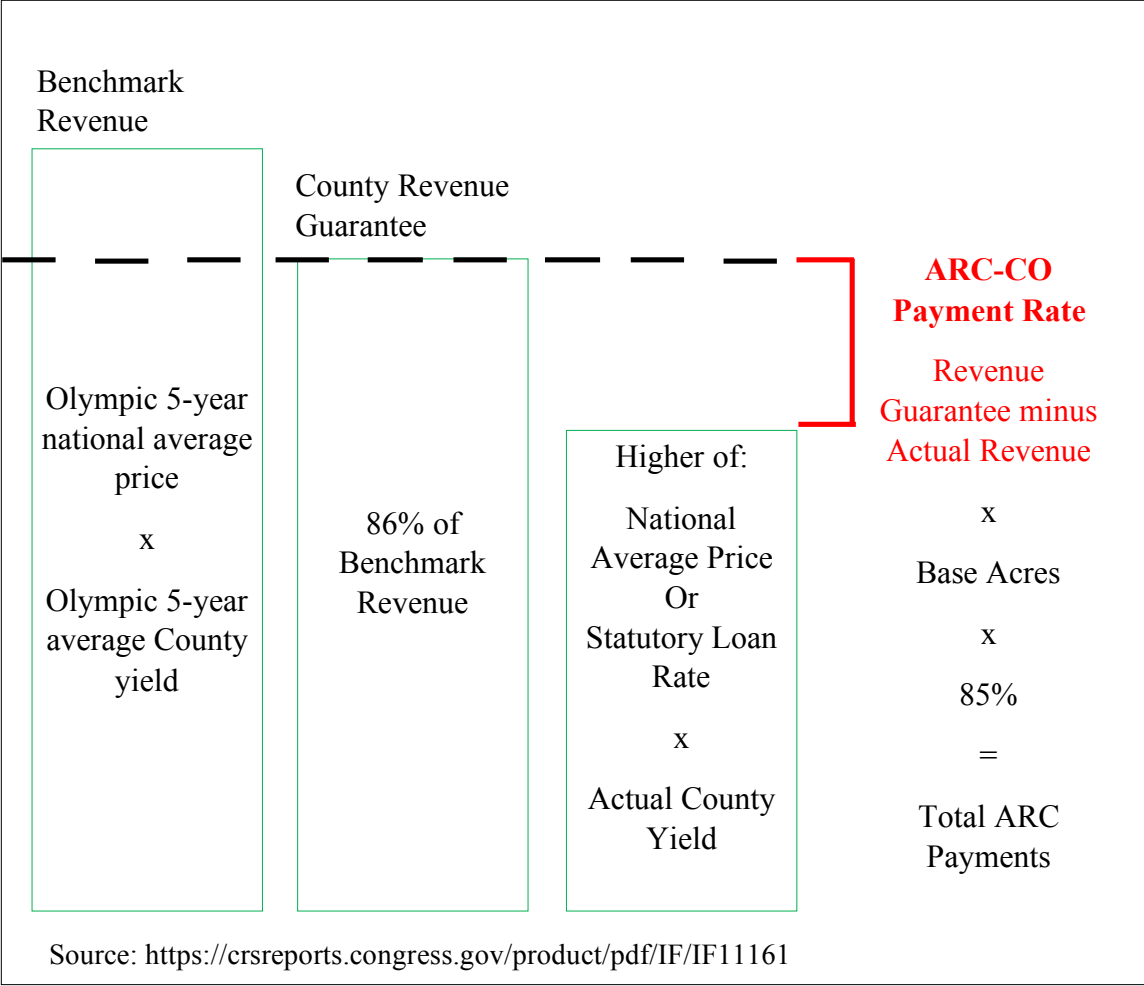 Benchmark
Revenue
County Revenue
Guarantee
Olympic 5-year
national average
price
x
Olympic 5-year
average County
yield
86% of
Benchmark
Revenue
Higher of:
National
Average Price
Or
Statutory Loan
Rate
x
Actual County
Yield
ARC-CO
Payment Rate
Revenue
Guarantee minus
Actual Revenue
x
Base Acres
x
85%
=
Total ARC
Payments
Source: https://crsreports.congress.gov/product/pdf/IF/IF11161